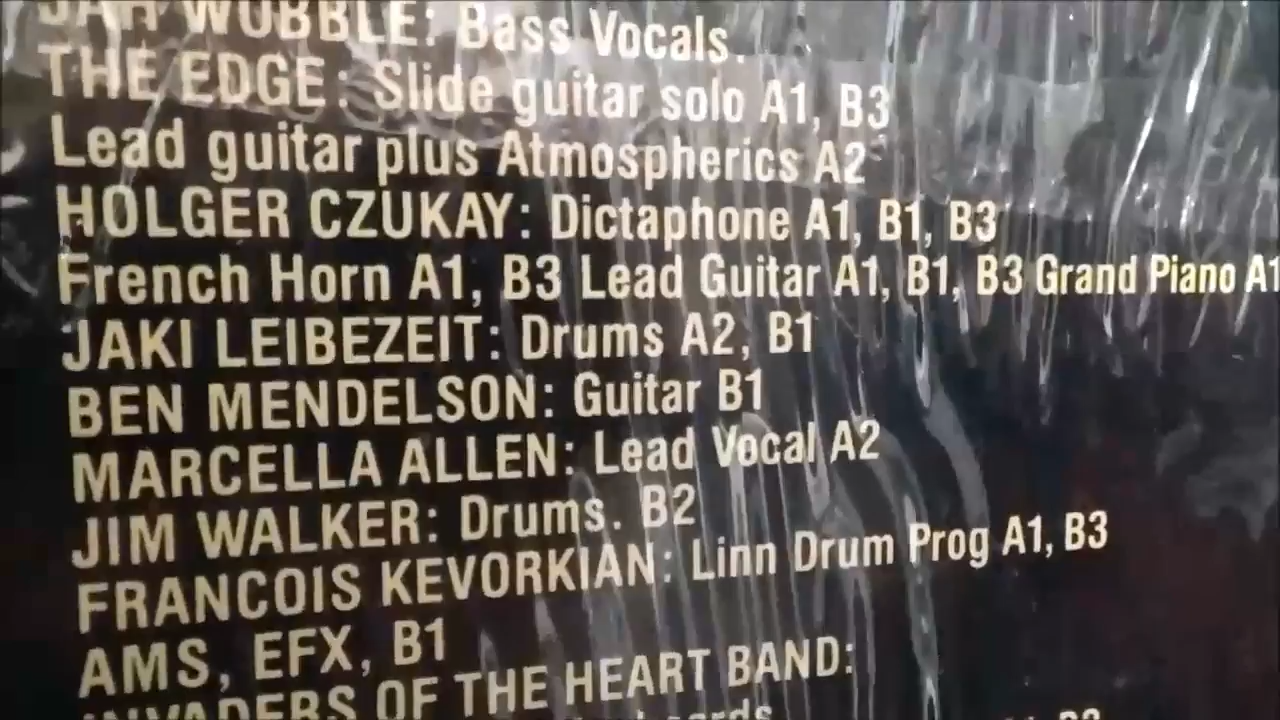 JAH WOBBLE: Bass Vocals.
THE EDGE: Slide guitar solo A1, B3
Lead guitar plus Atmospherics A2
HOLGER CZUKAY: Dictaphone A1, B1, B3
French Horn A1, B3 Lead Guitar A1, B1, B3 Grand Piano A1
JAKI LEIBEZEIT: Drums A2, B1
BEN MENDELSON: Guitar B1
MARCELLA ALLEN: Lead Vocal A2
JIM WALKER: Drums. B2
FRANCOIS KEVORKIAN: Linn Drum Prog A1, B3
AMS, EFX, B1
INVADERS OF THE HEART BAND: